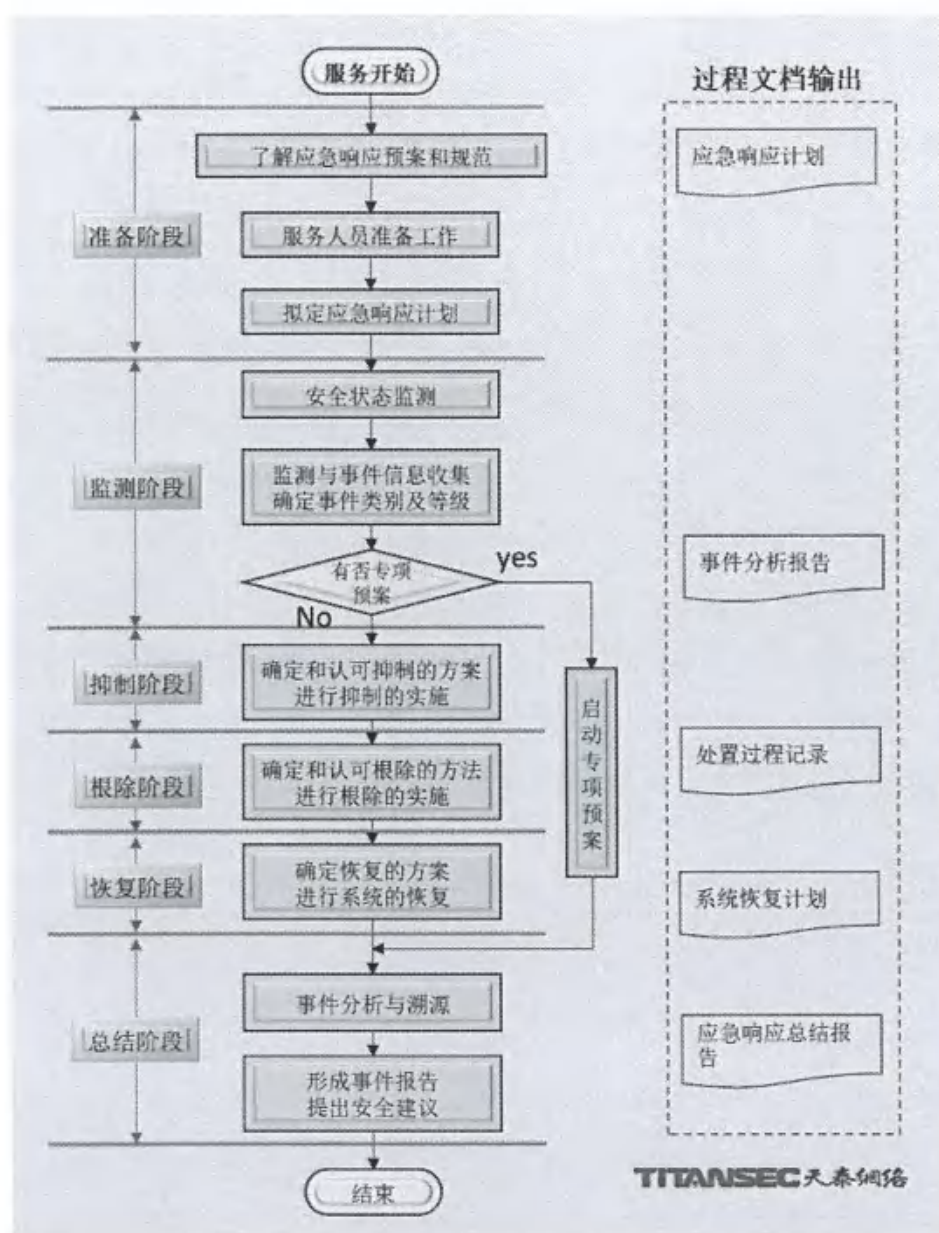 服务开始
过程文档输出
了解应急响应预案和规范
应急响应计划
准备阶段
服务人员准备工作
拟定应急响应计划
安全状态监测
监测阶段
监测与事件信息收集
确定事件类别及等级
有否专项
预案
yes
No
事件分析报告
抑制阶段
确定和认可抑制的方案
进行抑制的实施
启动专项预案
处置过程记录
根除阶段
确定和认可根除的方法
进行根除的实施
恢复阶段
确定恢复的方案
进行系统的恢复
系统恢复计划
事件分析与溯源
总结阶段
应急响应总结报
告
形成事件报告
提出安全建议
结束
TITANSEC天泰网络